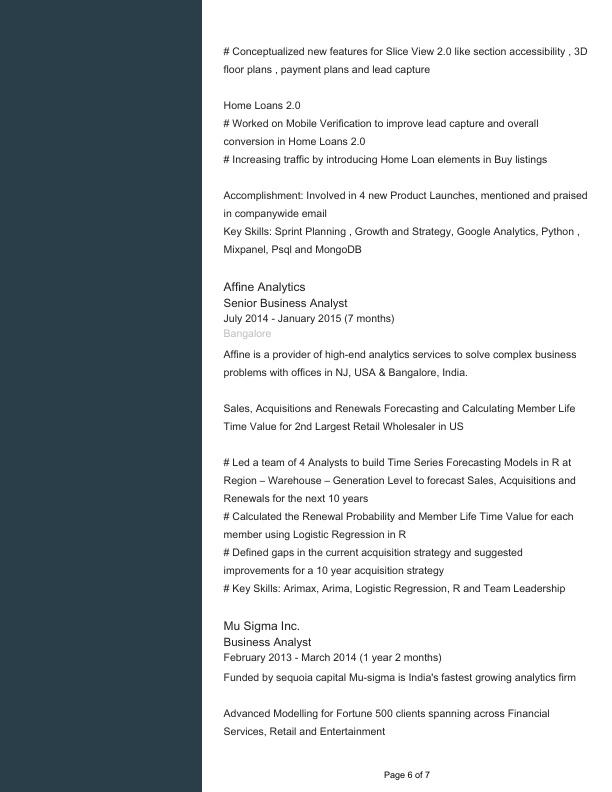 # Conceptualized new features for Slice View 2.0 like section accessibility , 3D
floor plans , payment plans and lead capture
Home Loans 2.0
# Worked on Mobile Verification to improve lead capture and overall
conversion in Home Loans 2.0
# Increasing traffic by introducing Home Loan elements in Buy listings
Accomplishment: Involved in 4 new Product Launches, mentioned and praised
in companywide email
Key Skills: Sprint Planning , Growth and Strategy, Google Analytics, Python ,
Mixpanel, Psql and MongoDB
Affine Analytics
Senior Business Analyst
July 2014 - January 2015 (7 months)
Bangalore
Affine is a provider of high-end analytics services to solve complex business
problems with offices in NJ, USA & Bangalore, India.
Sales, Acquisitions and Renewals Forecasting and Calculating Member Life
Time Value for 2nd Largest Retail Wholesaler in US
# Led a team of 4 Analysts to build Time Series Forecasting Models in R at
Region – Warehouse – Generation Level to forecast Sales, Acquisitions and
Renewals for the next 10 years
# Calculated the Renewal Probability and Member Life Time Value for each
member using Logistic Regression in R
# Defined gaps in the current acquisition strategy and suggested
improvements for a 10 year acquisition strategy
# Key Skills: Arimax, Arima, Logistic Regression, R and Team Leadership
Mu Sigma Inc.
Business Analyst
February 2013 - March 2014 (1 year 2 months)
Funded by sequoia capital Mu-sigma is India's fastest growing analytics firm
Advanced Modelling for Fortune 500 clients spanning across Financial
Services, Retail and Entertainment
Page 6 of 7